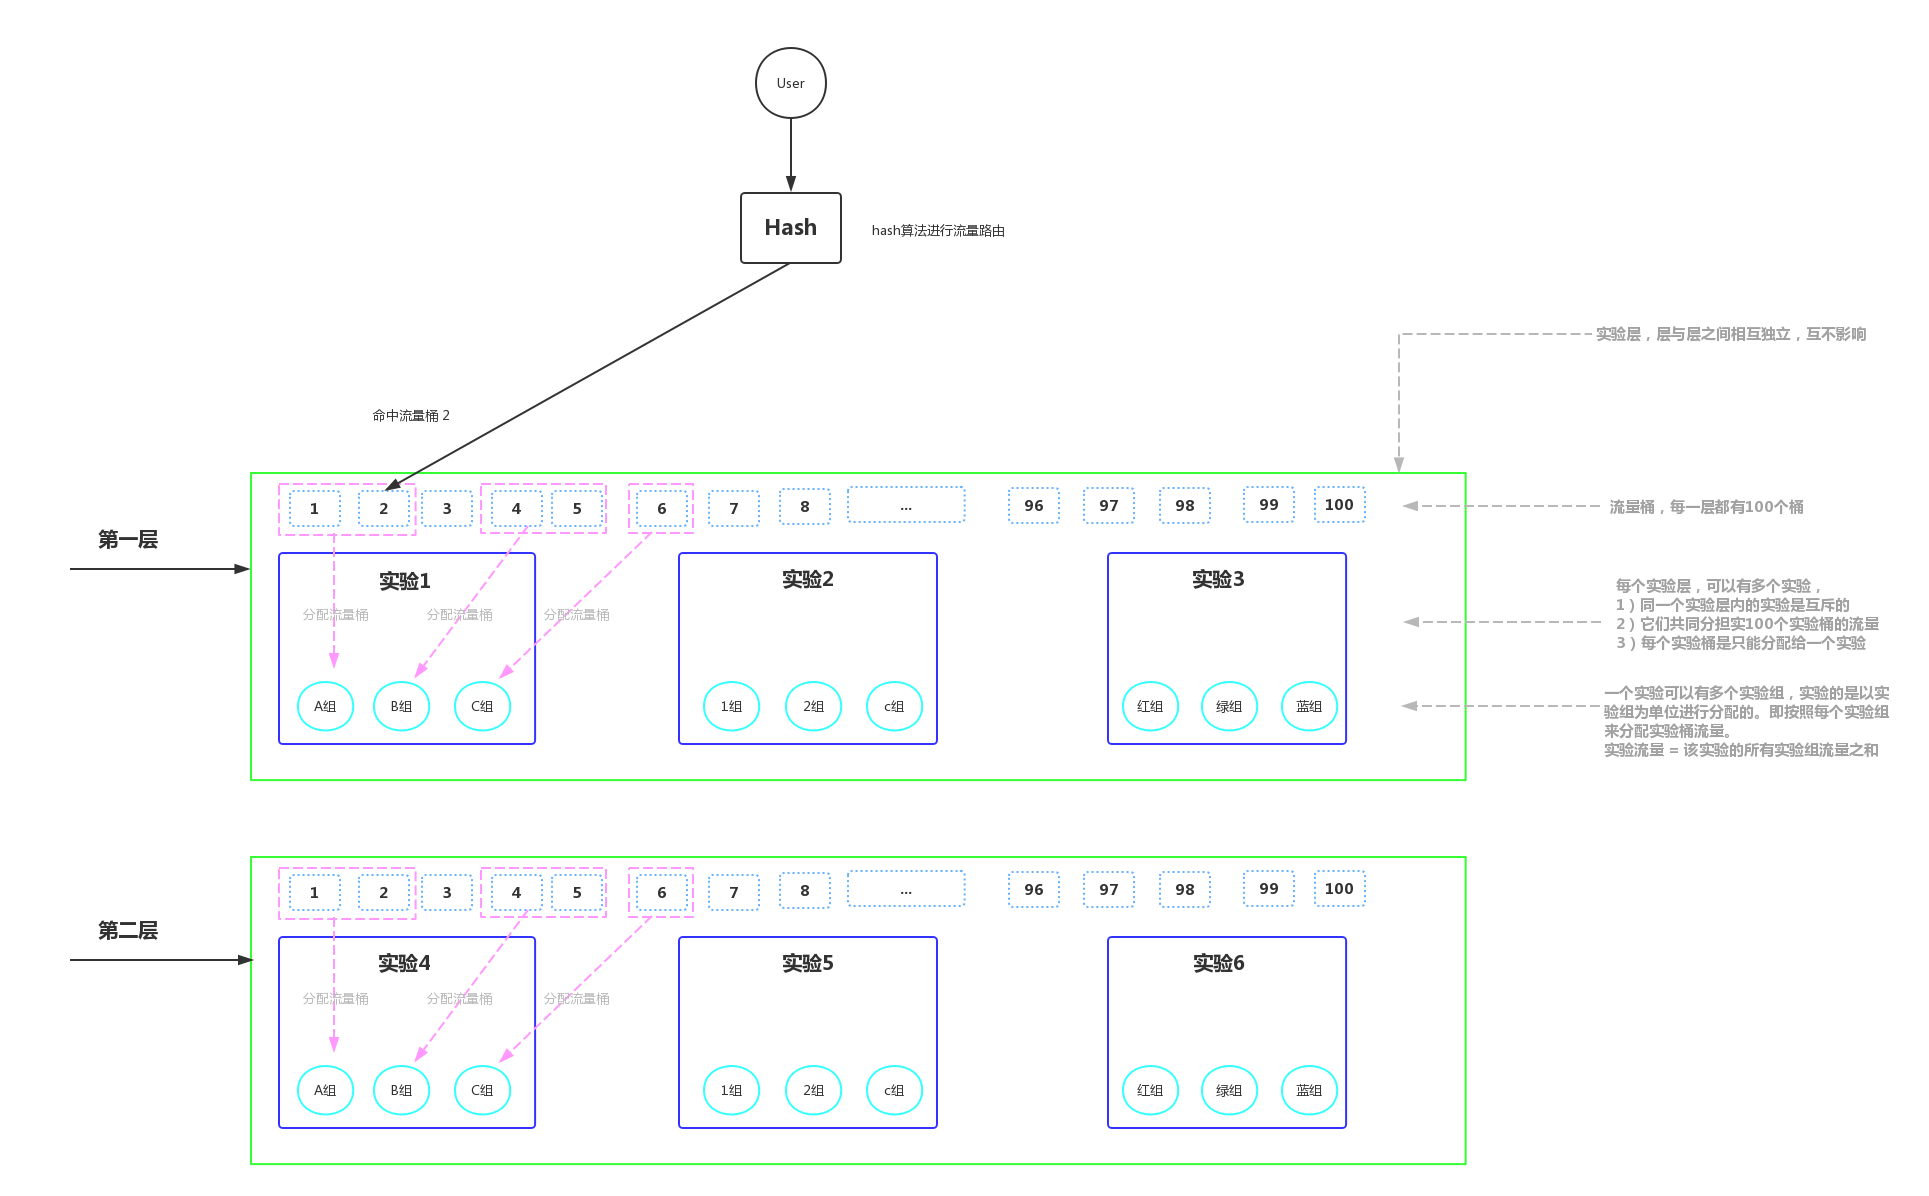 User
Hash
hash算法进行流量路由
实验层，层与层之间相互独立，互不影响
命中流量桶 2
1 2 3 4 5 6 7 8 ... 96 97 98 99 100
流量桶，每一层都有100个桶
第一层
实验1 实验2 实验3
每个实验层，可以有多个实验，
1）同一个实验层内的实验是互斥的
2）它们共同分担实100个实验桶的流量
3）每个实验桶是只能分配给一个实验
分配流量桶 分配流量桶 分配流量桶
A组 B组 C组 1组 2组 c组 红组 绿组 蓝组
一个实验可以有多个实验组，实验的是以实
验组为单位进行分配的。即按照每个实验组
来分配实验桶流量。
实验流量 = 该实验的所有实验组流量之和
1 2 3 4 5 6 7 8 ... 96 97 98 99 100
第二层
实验4 实验5 实验6
分配流量桶 分配流量桶 分配流量桶
A组 B组 C组 1组 2组 c组 红组 绿组 蓝组